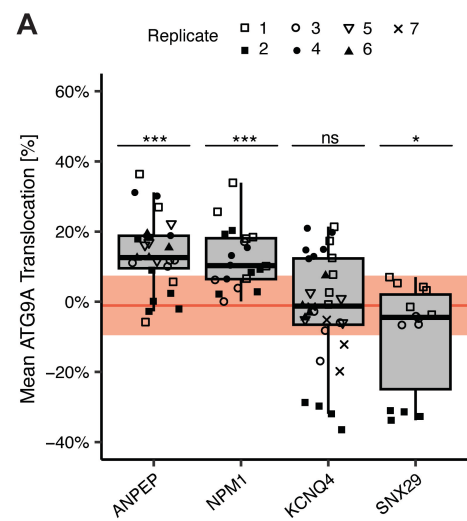 A
Replicate 1 3 5 7
2 4 6
Mean ATG9A Translocation [%]
60%
40%
20%
0%
−20%
−40%
*** *** ns *
ANPEP NPM1 KCNQ4 SNX29